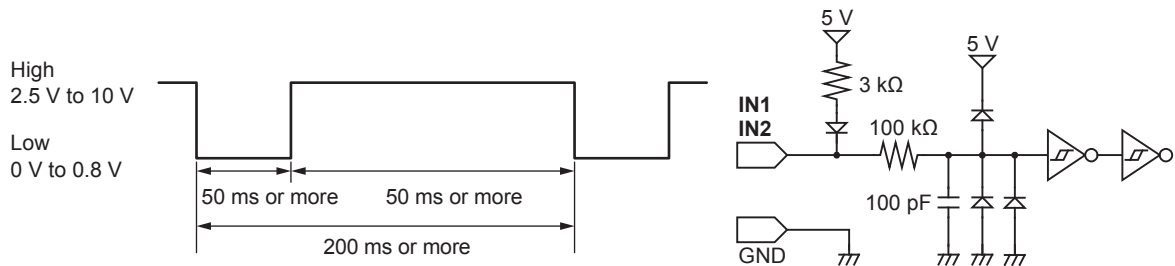 High
2.5 V to 10 V
Low
0 V to 0.8 V
50 ms or more
50 ms or more
200 ms or more
5 V
5 V
3 kΩ
IN1
IN2
100 kΩ
100 pF
GND